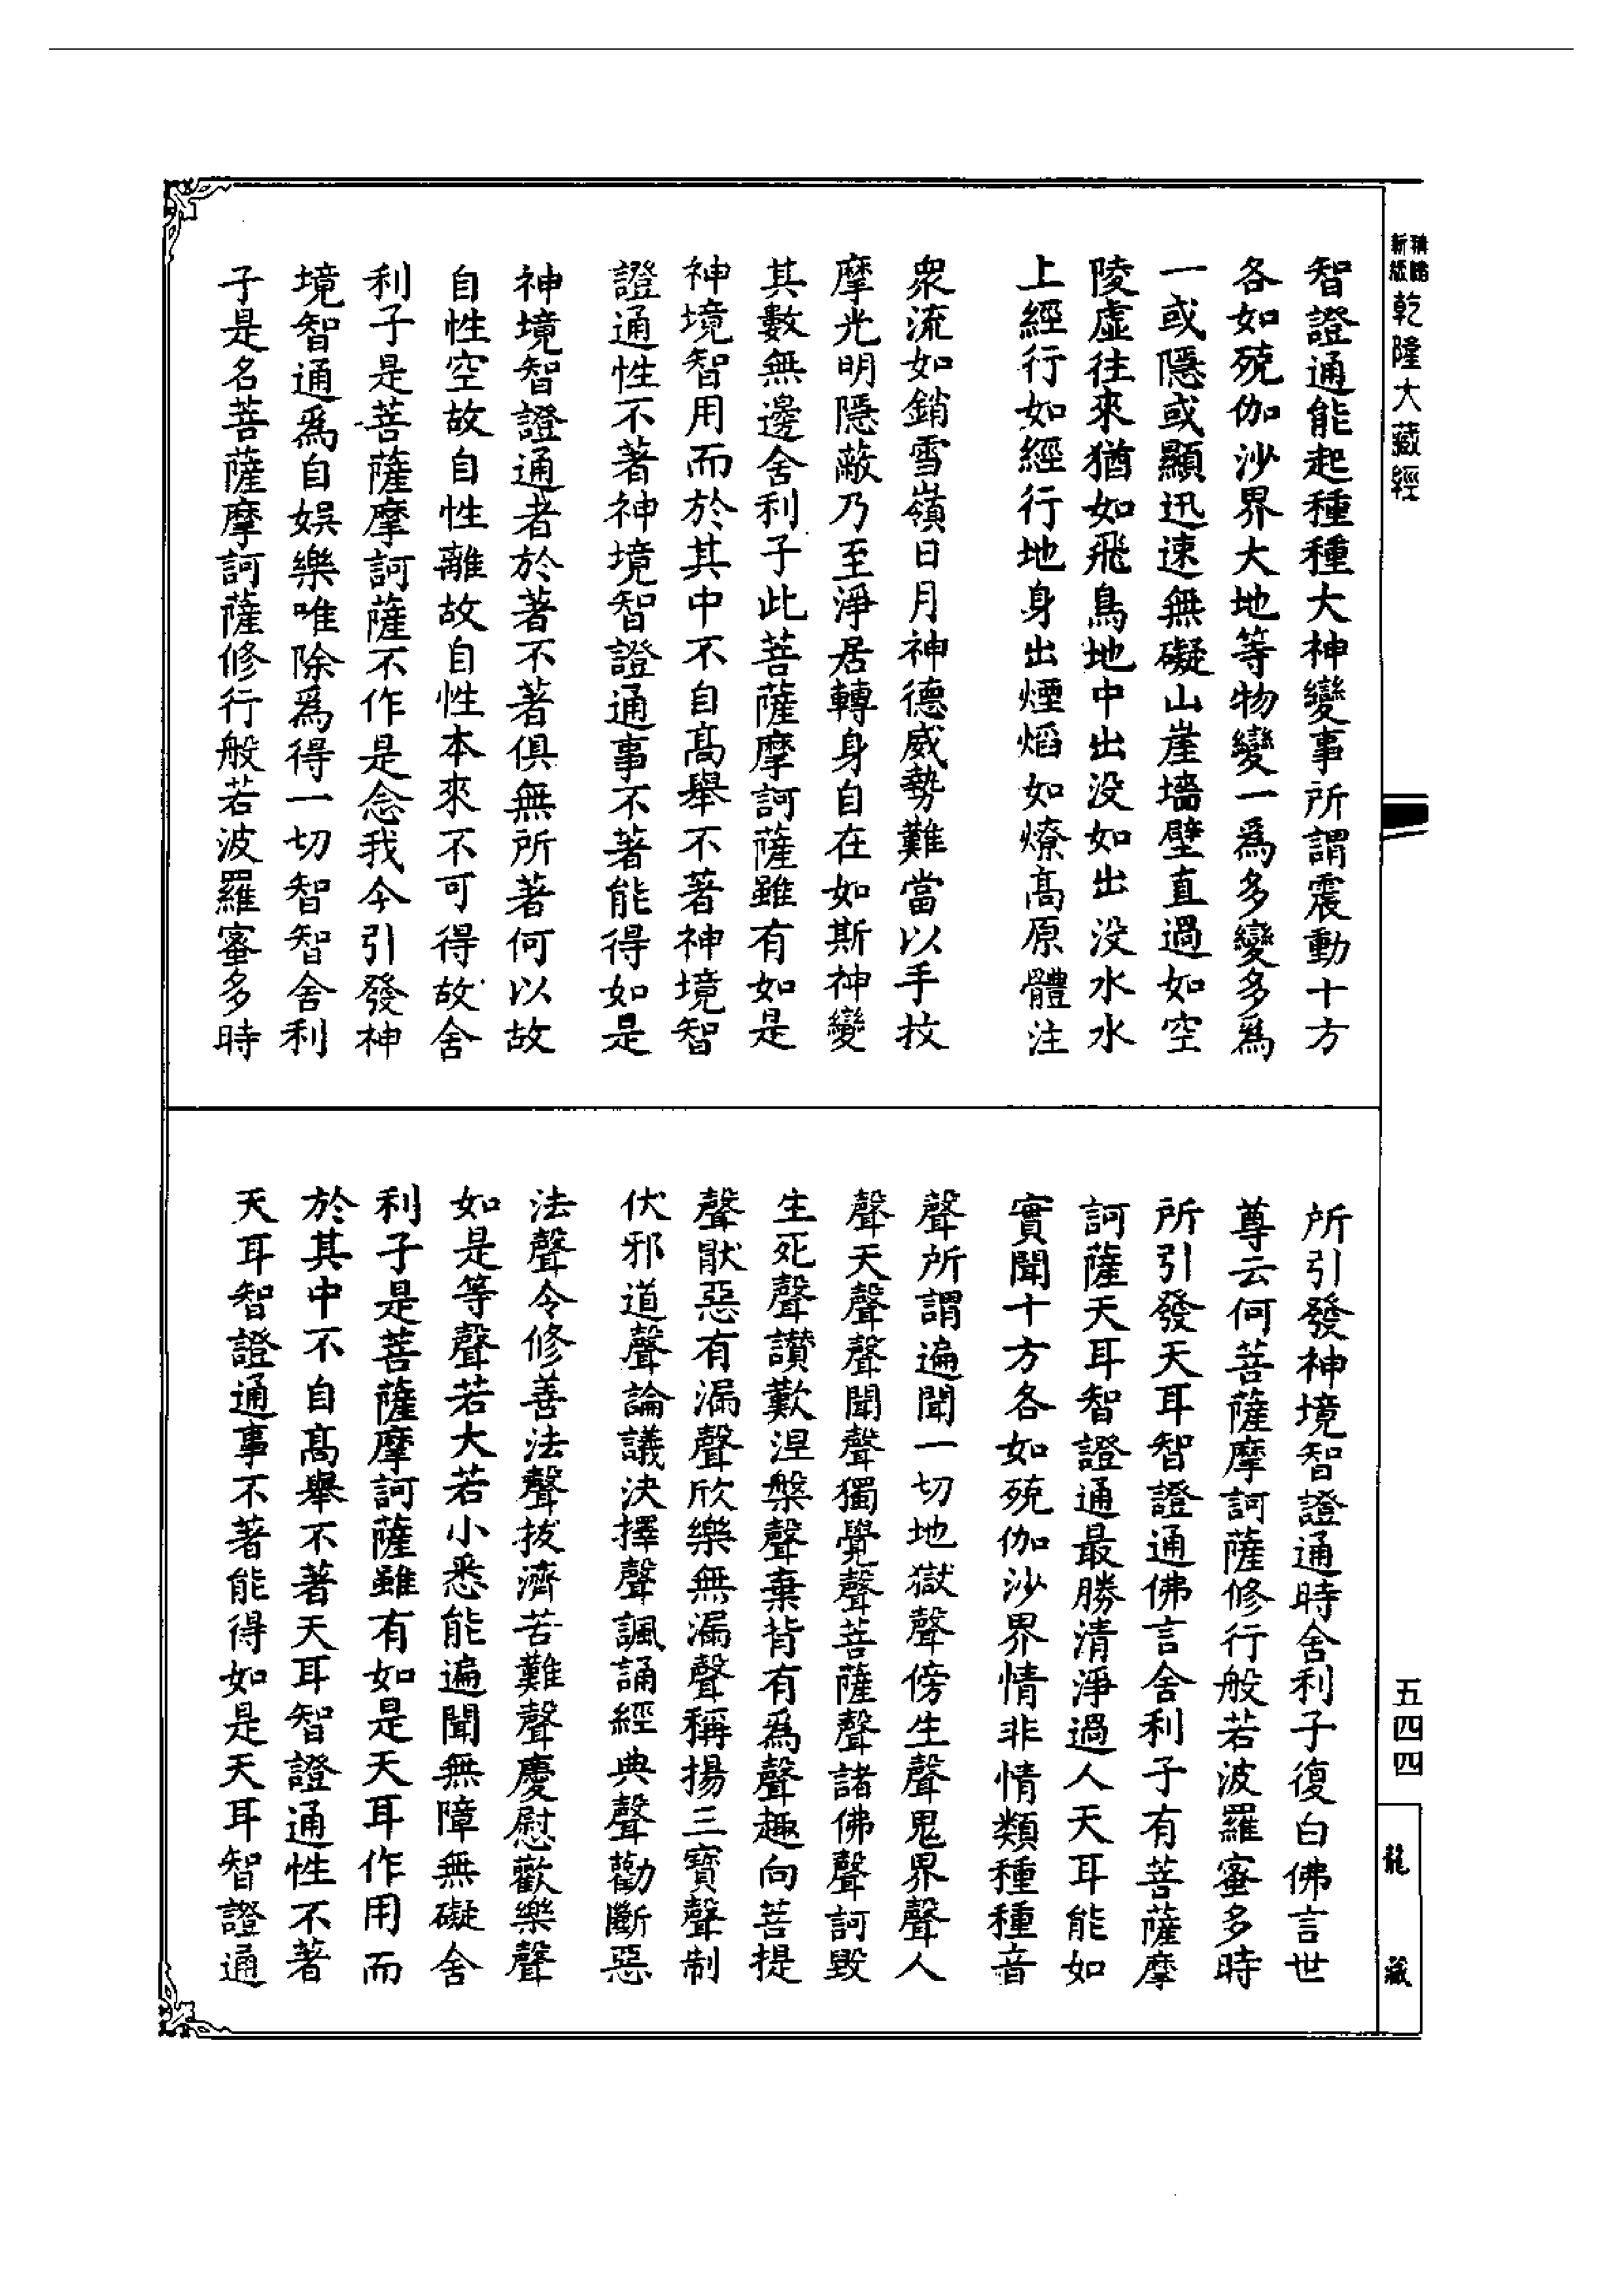 乾隆大藏經
智證通能起種種大神變事所謂震動十方
各如殑伽沙界大地等物變一爲多變多爲
一或隱或顯迅速無礙山崖墻壁直過如空
陵虛往來猶如飛鳥地中出没如出没水水
上經行如經行地身出煙焰如燎高原體注
衆流如銷雪嶺日月神德威勢難當以手抆
摩光明隱蔽乃至淨居轉身自在如斯神變
其數無邊舍利子此菩薩摩訶薩雖有如是
神境智用而於其中不自高舉不著神境智
證通性不著神境智證通事不著能得如是
神境智證通者於著不著俱無所著何以故
自性空故自性離故自性本來不可得故舍
利子是菩薩摩訶薩不作是念我今引發神
境智通爲自娛樂唯除爲得一切智智舍利
子是名菩薩摩訶薩修行般若波羅蜜多時
所引發神境智證通時舍利子復白佛言世
尊云何菩薩摩訶薩修行般若波羅蜜多時
所引發天耳智證通佛言舍利子有菩薩摩
訶薩天耳智證通最勝清淨過人天耳能如
實聞十方各如殑伽沙界情非情類種種音
聲所謂遍聞一切地獄聲傍生聲鬼界聲人
聲天聲聲聞聲獨覺聲菩薩聲諸佛聲訶毀
生死聲讚歎涅槃聲棄背有爲聲趣向菩提
聲厭惡有漏聲欣樂無漏聲稱揚三寶聲制
伏邪道聲論議決擇聲諷誦經典聲勸斷惡
法聲令修善法聲拔濟苦難聲慶慰歡樂聲
如是等聲若大若小悉能遍聞無障無礙舍
利子是菩薩摩訶薩雖有如是天耳作用而
於其中不自高舉不著天耳智證通性不著
天耳智證通事不著能得如是天耳智證通
五四四
龍藏